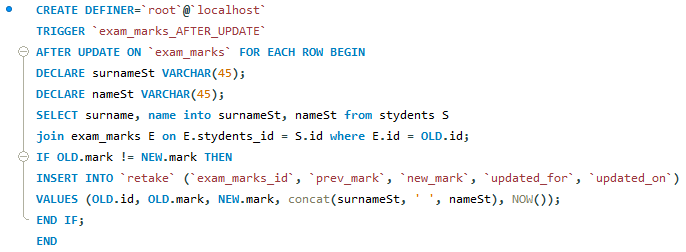 CREATE DEFINER=`root`@`localhost`
TRIGGER `exam_marks_AFTER_UPDATE`
AFTER UPDATE ON `exam_marks` FOR EACH ROW BEGIN
DECLARE surnameSt VARCHAR(45);
DECLARE nameSt VARCHAR(45);
SELECT surname, name into surnameSt, nameSt from stydents S
join exam_marks E on E.students_id = S.id where E.id = OLD.id;
IF OLD.mark != NEW.mark THEN
INSERT INTO `retake` (`exam_marks_id`, `prev_mark`, `new_mark`, `updated_for`, `updated_on`)
VALUES (OLD.id, OLD.mark, NEW.mark, concat(surnameSt, ' ', nameSt), NOW());
END IF;
END